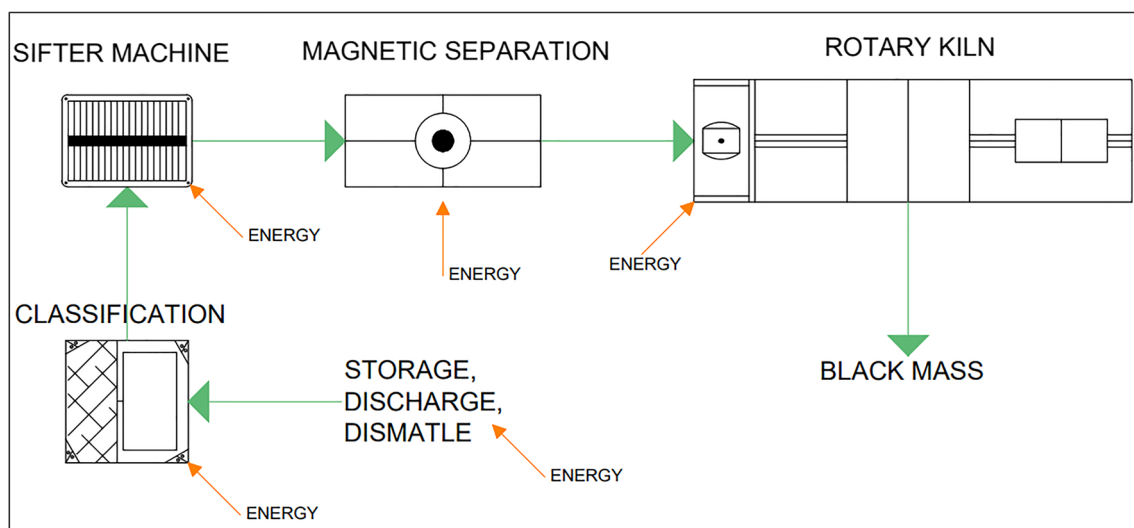 SIFTER MACHINE
MAGNETIC SEPARATION
ROTARY KILN
ENERGY
ENERGY
ENERGY
CLASSIFICATION
STORAGE,
DISCHARGE,
DISMATLE
BLACK MASS
ENERGY
ENERGY